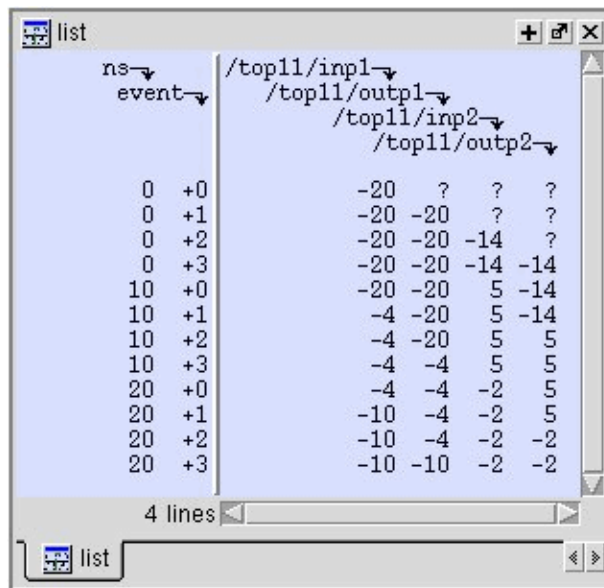 list
ns /top11/inp1
event /top11/outp1
/top11/inp2
/top11/outp2
0 +0 -20 ? ? ?
0 +1 -20 -20 ? ?
0 +2 -20 -20 -14 ?
0 +3 -20 -20 -14 -14
10 +0 -20 -20 5 -14
10 +1 -4 -20 5 -14
10 +2 -4 -20 5 5
10 +3 -4 -4 5 5
20 +0 -4 -4 -2 5
20 +1 -10 -4 -2 5
20 +2 -10 -4 -2 -2
20 +3 -10 -10 -2 -2
4 lines
list